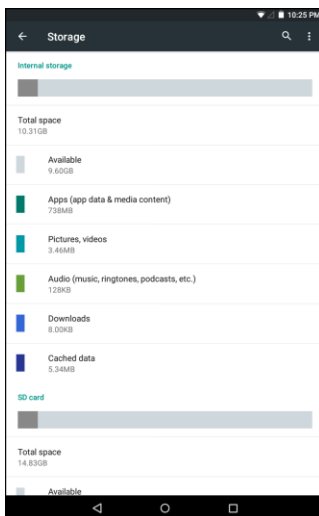 10:25 PM
Storage
Internal storage
Total space
10.31GB
Available
9.60GB
Apps (app data & media content)
738MB
Pictures, videos
3.46MB
Audio (music, ringtones, podcasts, etc.)
128KB
Downloads
8.00KB
Cached data
5.34MB
SD card
Total space
14.83GB
Available